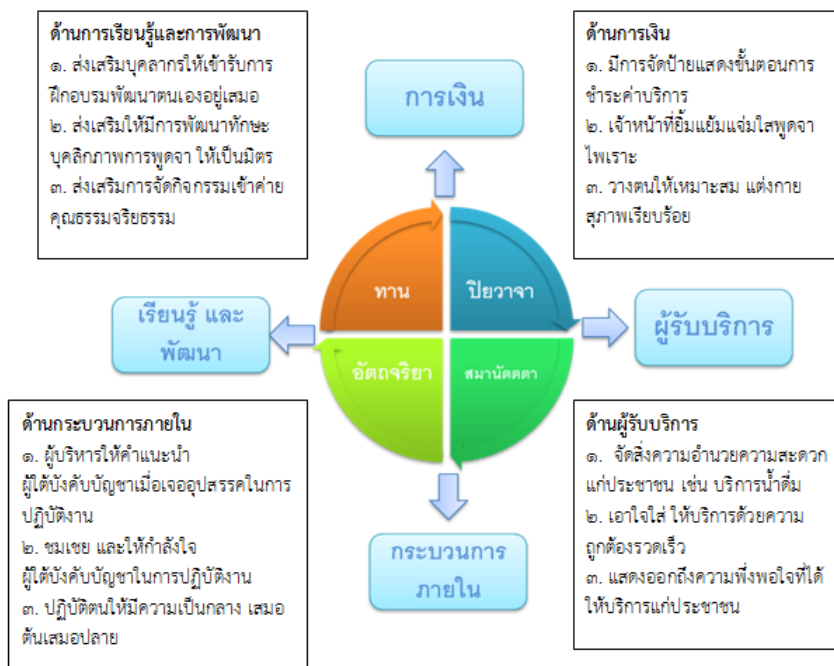 ด้านการเรียนรู้และการพัฒนา
๑. ส่งเสริมบุคลากรให้เข้ารับการ
ฝึกอบรมพัฒนาตนเองอยู่เสมอ
๒. ส่งเสริมให้มีการพัฒนาทักษะ
บุคลิกภาพการพูดจา ให้เป็นมิตร
๓. ส่งเสริมการจัดกิจกรรมเข้าค่าย
คุณธรรมจริยธรรม
การเงิน
ด้านการเงิน
๑. มีการจัดป้ายแสดงขั้นตอนการ
ชำระค่าบริการ
๒. เจ้าหน้าที่ยิ้มแย้มแจ่มใสพูดจา
ไพเราะ
๓. วางตนให้เหมาะสม แต่งกาย
สุภาพเรียบร้อย
ทาน
ปิยวาจา
เรียนรู้ และ
พัฒนา
ผู้รับบริการ
อัตถจริยา
สมานัตตตา
ด้านกระบวนการภายใน
๑. ผู้บริหารให้คำแนะนำ
ผู้ใต้บังคับบัญชาเมื่อเจออุปสรรคในการ
ปฏิบัติงาน
๒. ชมเชย และให้กำลังใจ
ผู้ใต้บังคับบัญชาในการปฏิบัติงาน
๓. ปฏิบัติตนให้มีความเป็นกลาง เสมอ
ต้นเสมอปลาย
กระบวนการ
ภายใน
ด้านผู้รับบริการ
๑. จัดสิ่งความอำนวยความสะดวก
แก่ประชาชน เช่น บริการน้ำดื่ม
๒. เอาใจใส่ ให้บริการด้วยความ
ถูกต้องรวดเร็ว
๓. แสดงออกถึงความพึ่งพอใจที่ได้
ให้บริการแก่ประชาชน